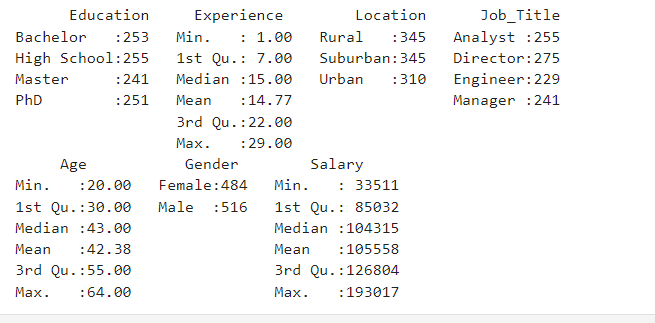 Education Experience Location Job_Title
Bachelor :253 Min. : 1.00 Rural :345 Analyst :255
High School:255 1st Qu.: 7.00 Suburban:345 Director:275
Master :241 Median :15.00 Urban :310 Engineer:229
PhD :251 Mean :14.77 Manager :241
3rd Qu.:22.00
Max. :29.00
Age Gender Salary
Min. :20.00 Female:484 Min. : 33511
1st Qu.:30.00 Male :516 1st Qu.: 85032
Median :43.00 Median :104315
Mean :42.38 Mean :105558
3rd Qu.:55.00 3rd Qu.:126804
Max. :64.00 Max. :193017